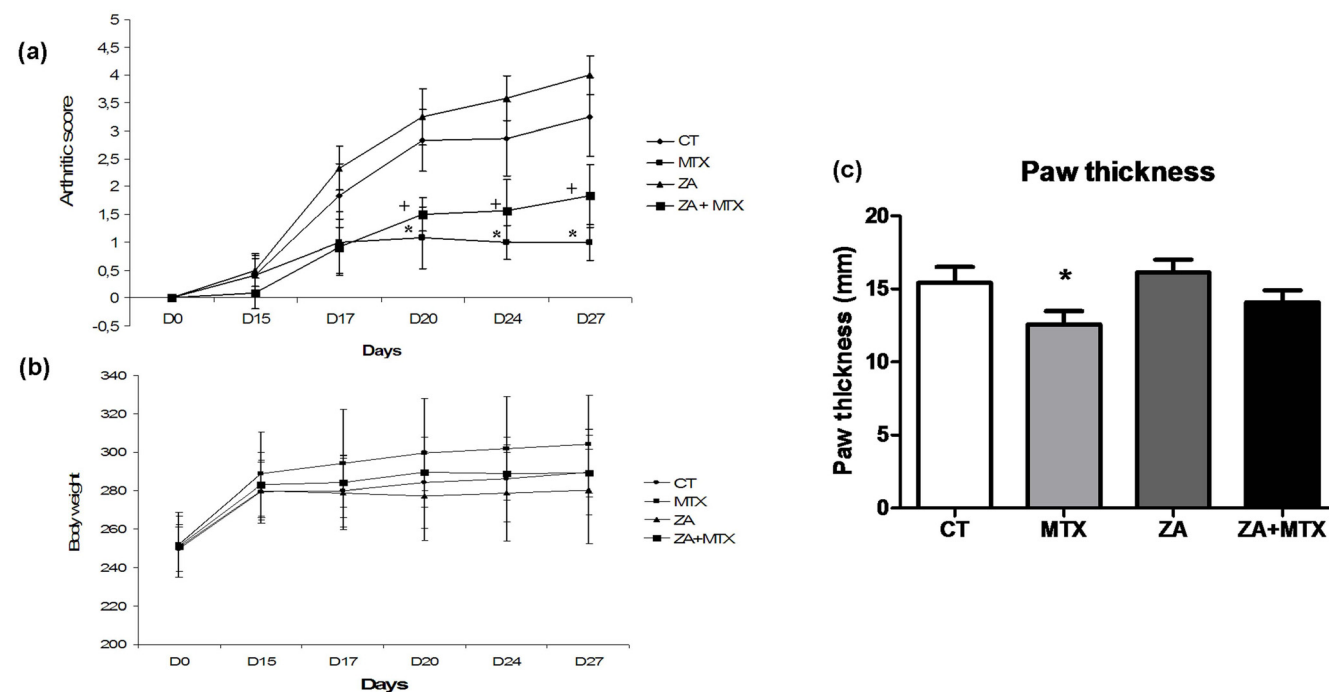 (a)
5
4,5
4
3,5
3
2,5
2
1,5
1
0,5
0
-0,5
Arthritic score
+
+
+
*
*
*
D0 D15 D17 D20 D24 D27
Days
CT
MTX
ZA
ZA + MTX
(b)
340
320
300
280
260
240
220
200
Body weight
D0 D15 D17 D20 D24 D27
Days
CT
MTX
ZA
ZA+MTX
(c)
Paw thickness
20
15
10
5
0
Paw thickness (mm)
*
CT MTX ZA ZA+MTX